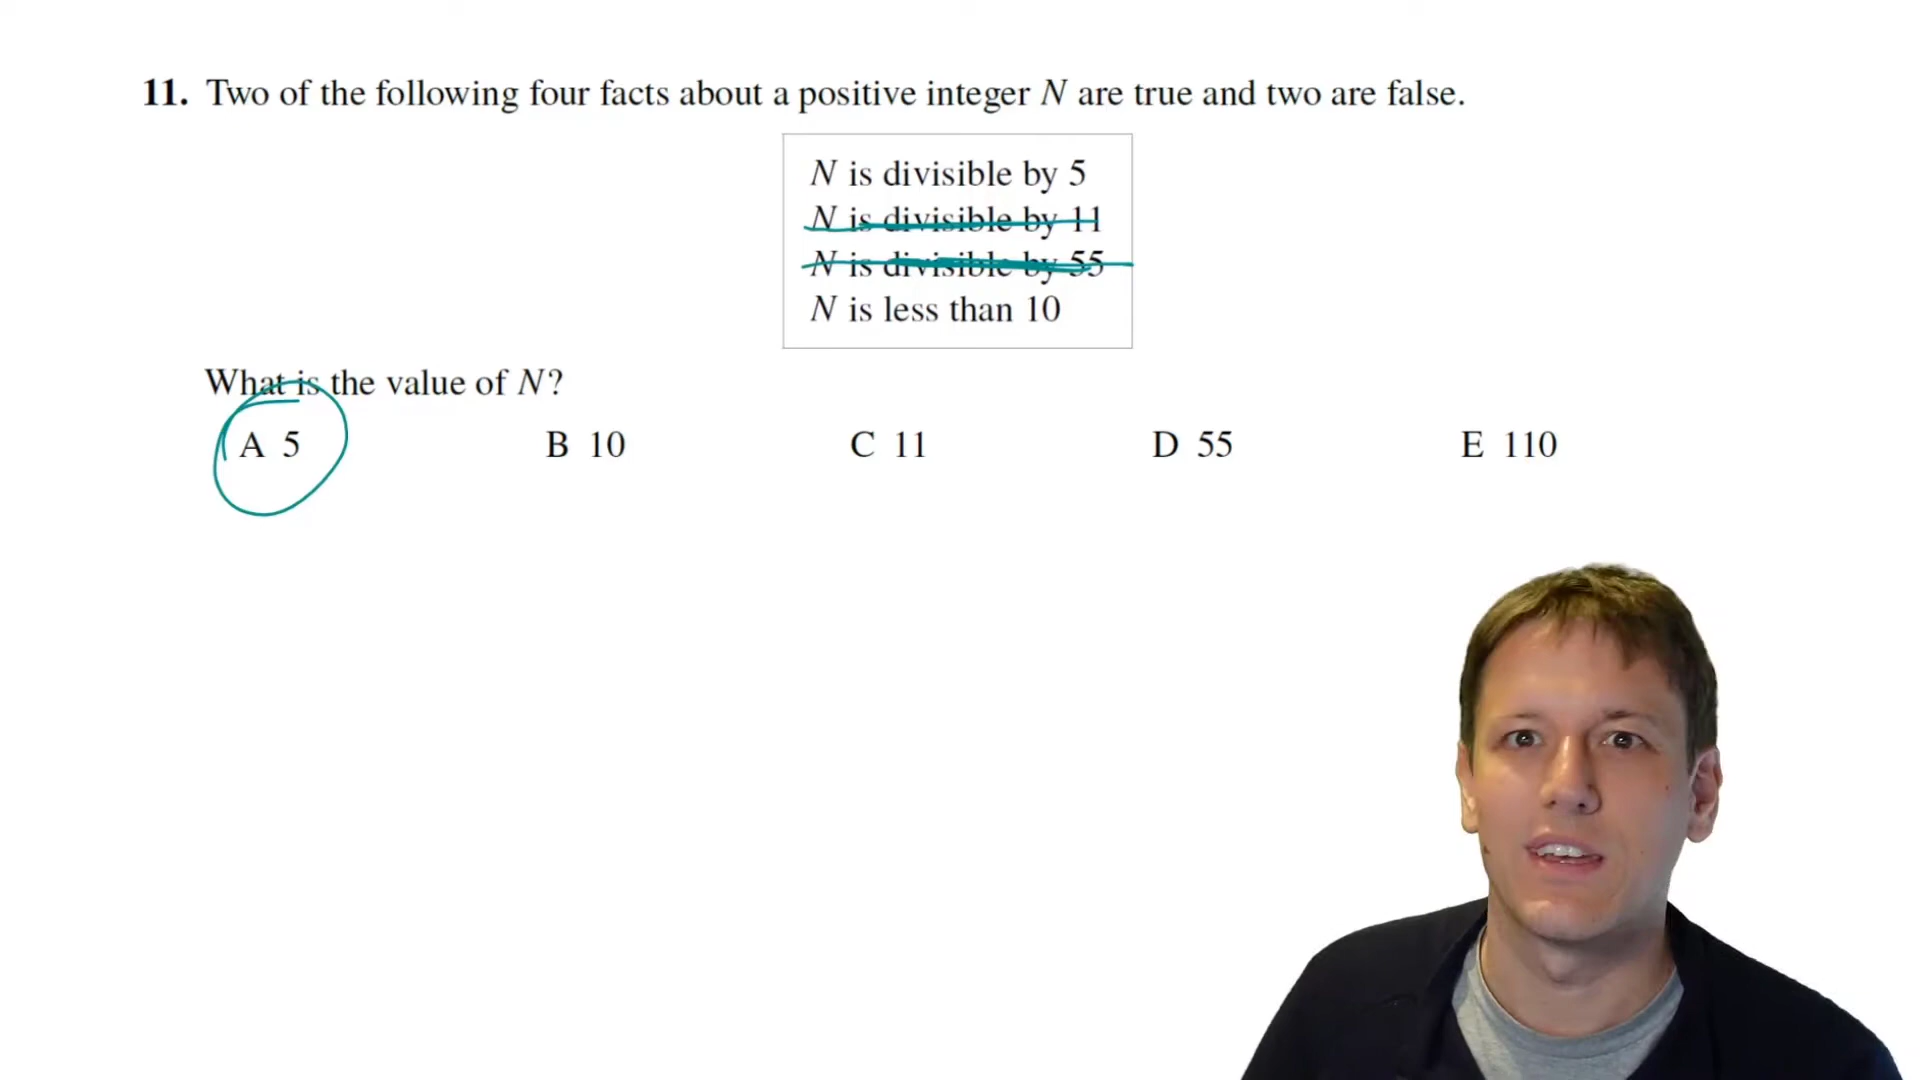 11. Two of the following four facts about a positive integer N are true and two are false.
N is divisible by 5
N is divisible by 11
N is divisible by 55
N is less than 10
What is the value of N?
A 5 B 10 C 11 D 55 E 110